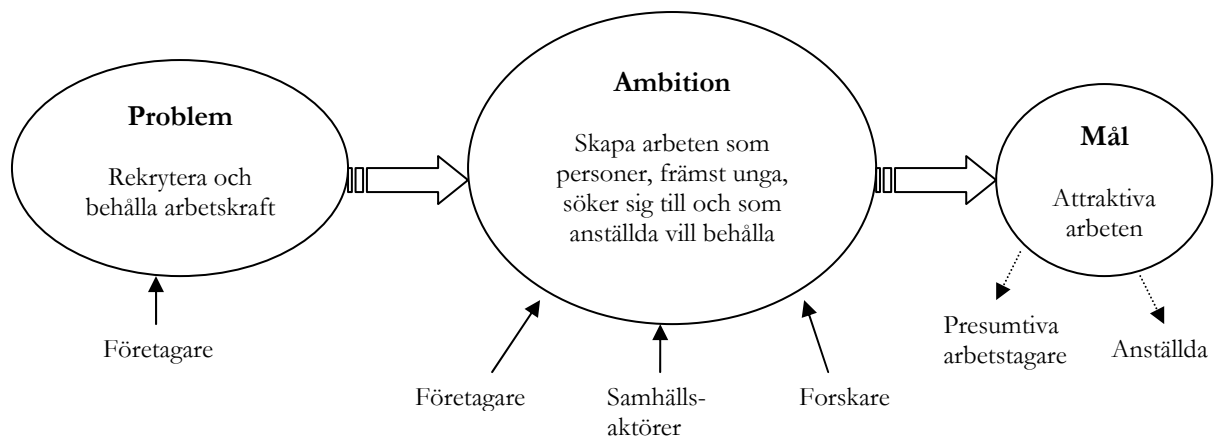 Problem
Rekrytera och
behålla arbetskraft
Företagare
Ambition
Skapa arbeten som
personer, främst unga,
söker sig till och som
anställda vill behålla
Företagare
Samhälls-
aktörer
Forskare
Mål
Attraktiva
arbeten
Presumtiva
arbetstagare
Anställda